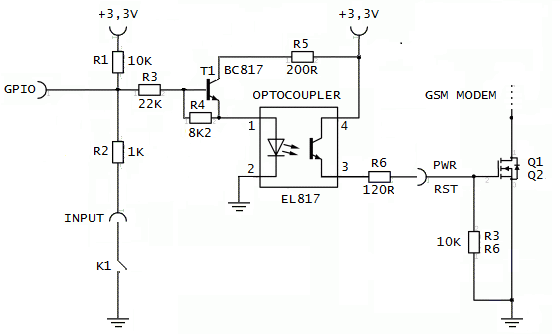 +3,3V
+3,3V
R1
10K
R5
200R
T1
BC817
GPIO
R3
22K
R4
8K2
OPTOCOUPLER
GSM MODEM
1
4
2
3
EL817
R2
1K
R6
120R
PWR
RST
Q1
Q2
INPUT
K1
10K
R3
R6